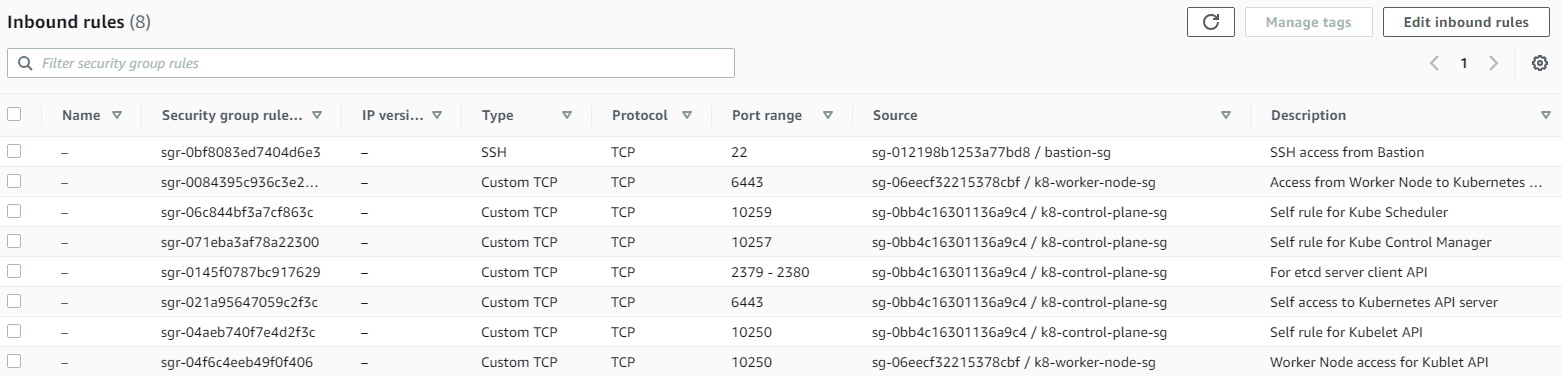 Inbound rules (8)
Manage tags
Edit inbound rules
Filter security group rules
1
Name Security group rule... IP versi... Type Protocol Port range Source Description
– sgr-0bf8083ed7404d6e3 – SSH TCP 22 sg-012198b1253a77bd8 / bastion-sg SSH access from Bastion
– sgr-0084395c936c3e2... – Custom TCP TCP 6443 sg-06eecf32215378cbf / k8-worker-node-sg Access from Worker Node to Kubernetes ...
– sgr-06c844bf3a7cf863c – Custom TCP TCP 10259 sg-0bb4c16301136a9c4 / k8-control-plane-sg Self rule for Kube Scheduler
– sgr-071eba3af78a22300 – Custom TCP TCP 10257 sg-0bb4c16301136a9c4 / k8-control-plane-sg Self rule for Kube Control Manager
– sgr-0145f0787bc917629 – Custom TCP TCP 2379 - 2380 sg-0bb4c16301136a9c4 / k8-control-plane-sg For etcd server client API
– sgr-021a95647059c2f3c – Custom TCP TCP 6443 sg-0bb4c16301136a9c4 / k8-control-plane-sg Self access to Kubernetes API server
– sgr-04aeb740f7e4d2f3c – Custom TCP TCP 10250 sg-0bb4c16301136a9c4 / k8-control-plane-sg Self rule for Kubelet API
– sgr-04f6c4eeb49f0f406 – Custom TCP TCP 10250 sg-06eecf32215378cbf / k8-worker-node-sg Worker Node access for Kublet API